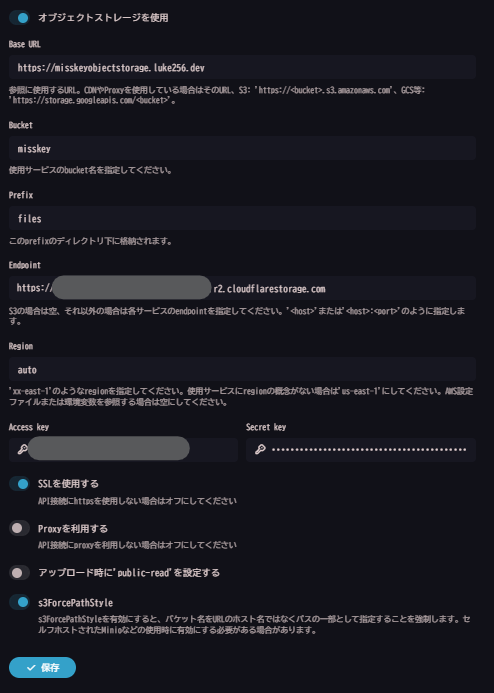 オブジェクトストレージを使用
Base URL
https://misskeyobjectstorage.luke256.dev
参照に使用するURL。CDNやProxyを使用している場合はそのURL、S3: 'https://<bucket>.s3.amazonaws.com'、GCS等:
'https://storage.googleapis.com/<bucket>'。
Bucket
misskey
使用サービスのbucket名を指定してください。
Prefix
files
このprefixのディレクトリ下に格納されます。
Endpoint
https:/ r2.cloudflarestorage.com
S3の場合は空、それ以外の場合は各サービスのendpointを指定してください。'<host>'または'<host>:<port>'のように指定しま
す。
Region
auto
'xx-east-1'のようなregionを指定してください。使用サービスにregionの概念がない場合は'us-east-1'にしてください。AWS設定
ファイルまたは環境変数を参照する場合は空にしてください。
Access key Secret key
SSLを使用する
API接続にhttpsを使用しない場合はオフにしてください
Proxyを利用する
API接続にproxyを利用しない場合はオフにしてください
アップロード時に'public-read'を設定する
s3ForcePathStyle
s3ForcePathStyleを有効にすると、バケット名をURLのホスト名ではなくパスの一部として指定することを強制します。セ
ルフホストされたMinioなどの使用時に有効にする必要がある場合があります。
保存